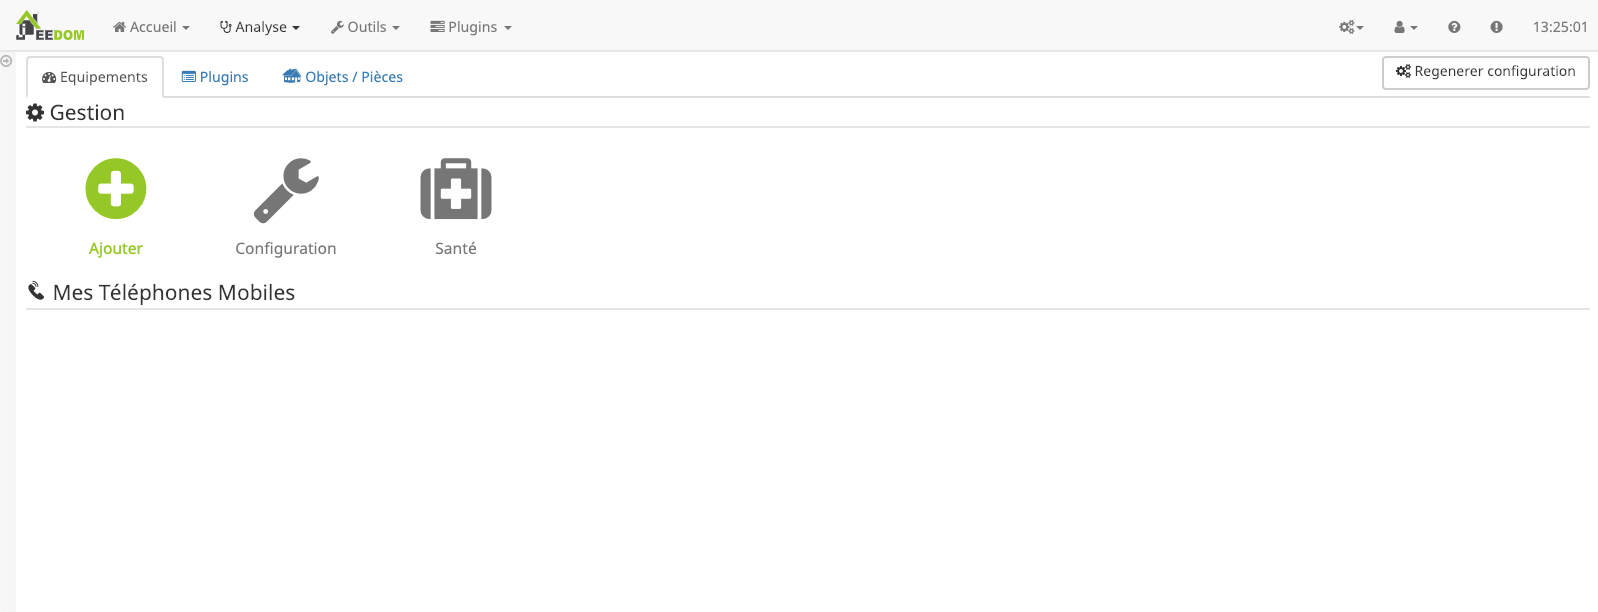 JEEDOM Accueil Analyse Outils Plugins 13:25:01
Equipements Plugins Objets / Pièces Regenerer configuration
Gestion
Ajouter Configuration Santé
Mes Téléphones Mobiles